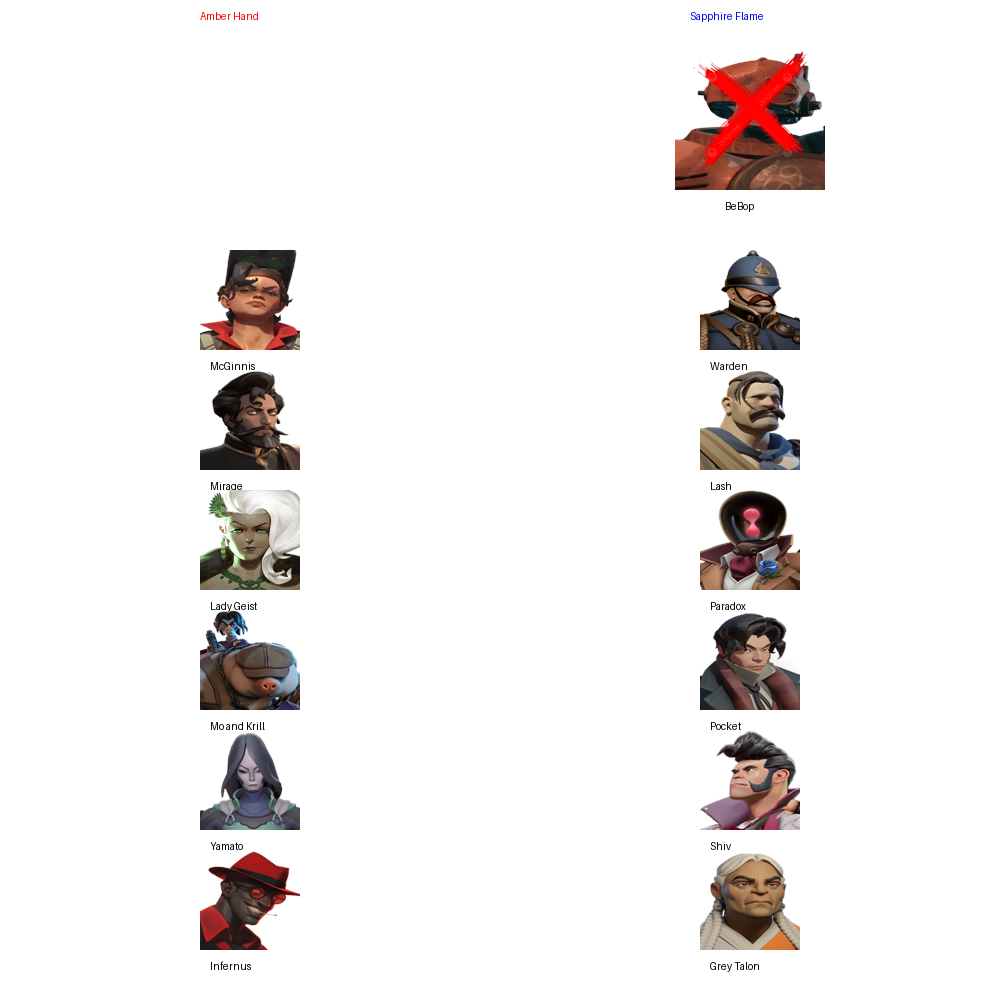 Amber Hand
Sapphire Flame
BeBop
McGinnis
Warden
Mirage
Lash
Lady Geist
Paradox
Mo and Krill
Pocket
Yamato
Shiv
Infernus
Grey Talon